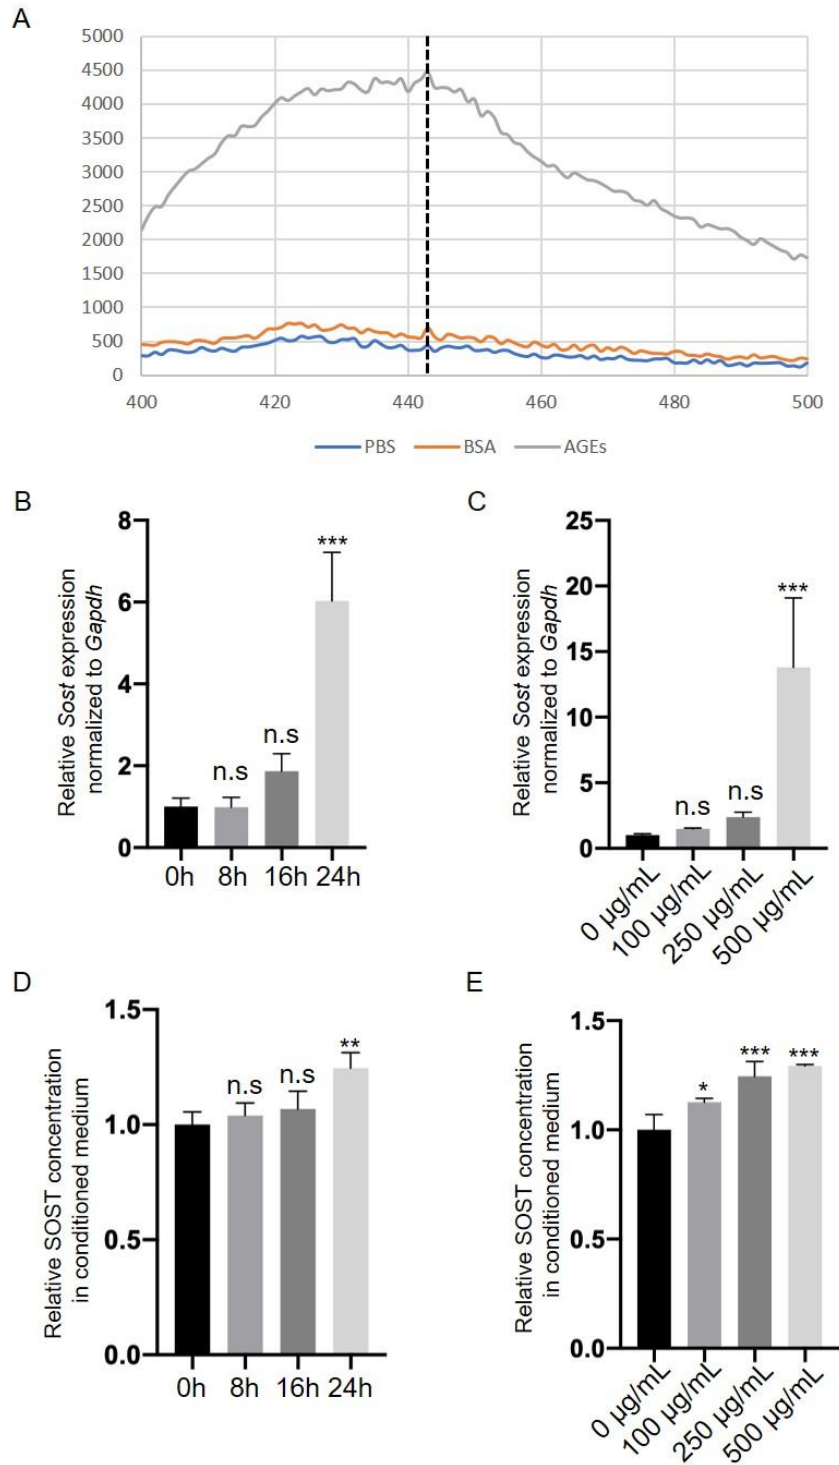 A
5000
4500
4000
3500
3000
2500
2000
1500
1000
500
0
400
420
440
460
480
500
PBS
BSA
AGEs
B
Relative Sost expression
normalized to Gapdh
8
6
4
2
0
n.s
n.s
***
0h
8h
16h
24h
C
Relative Sost expression
normalized to Gapdh
25
20
15
10
5
0
n.s
n.s
***
0 µg/mL
100 µg/mL
250 µg/mL
500 µg/mL
D
Relative SOST concentration
in conditioned medium
1.5
1.0
0.5
0.0
n.s
n.s
**
0h
8h
16h
24h
E
Relative SOST concentration
in conditioned medium
1.5
1.0
0.5
0.0
*
***
***
0 µg/mL
100 µg/mL
250 µg/mL
500 µg/mL